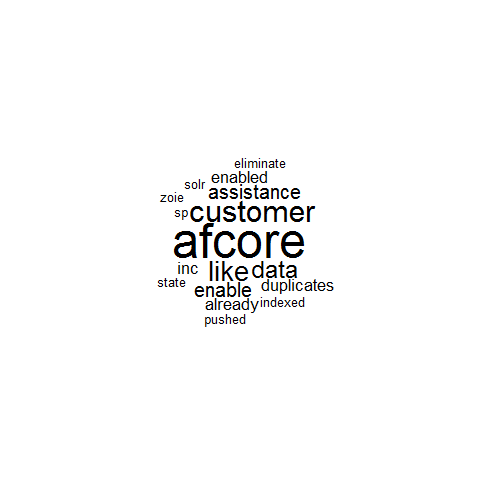 eliminate
enabled
solr
assistance
zoie
sp customer
afcore
inc like data
state
enable duplicates
already indexed
pushed